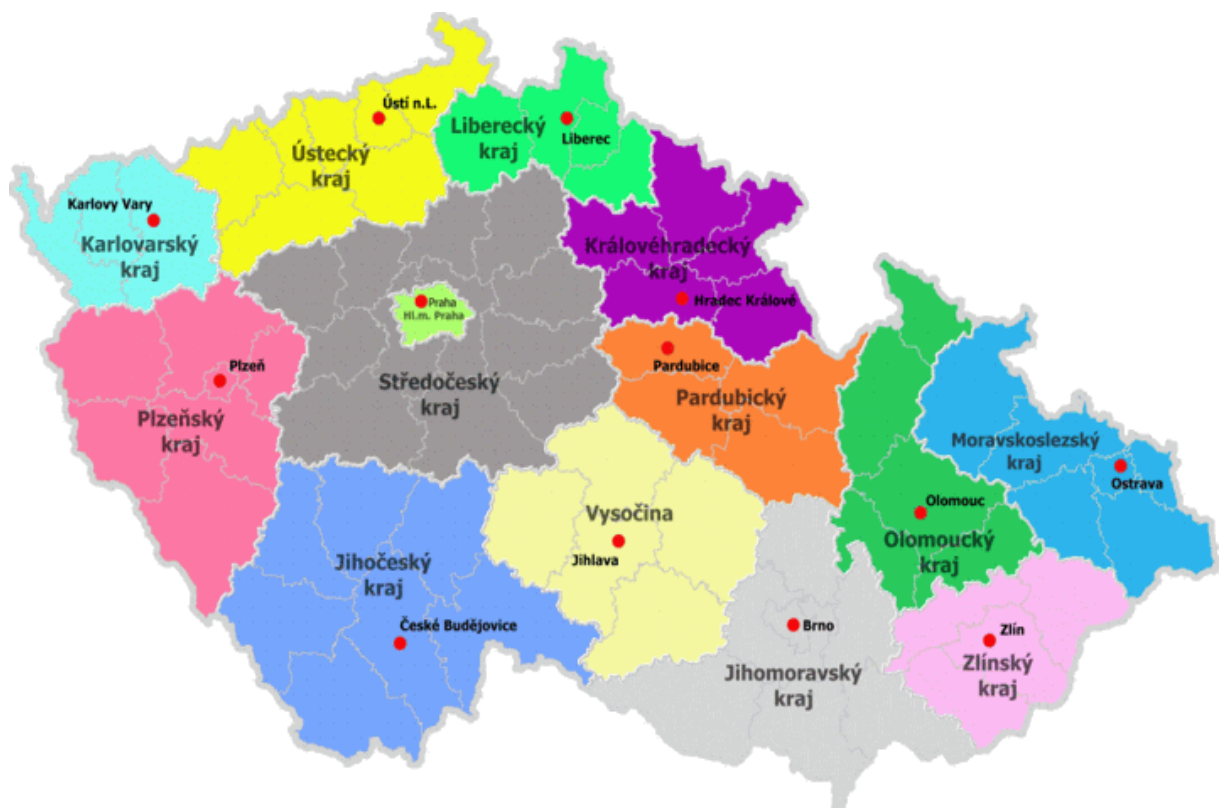 Ústí n.L.
Ústecký
kraj
Liberecký
kraj
Liberec
Karlovy Vary
Karlovarský
kraj
Královéhradecký
kraj
Hradec Králové
Praha
Hl.m. Praha
Středočeský
kraj
Plzeň
Plzeňský
kraj
Pardubice
Pardubický
kraj
Moravskoslezský
kraj
Ostrava
Olomouc
Olomoucký
kraj
Vysočina
Jihlava
Jihočeský
kraj
České Budějovice
Brno
Jihomoravský
kraj
Zlín
Zlínský
kraj